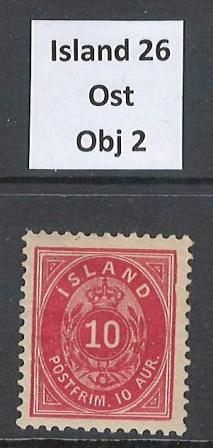 Island 26
Ost
Obj 2
ISLAND
10
POSTFRIM. 10 AUR.